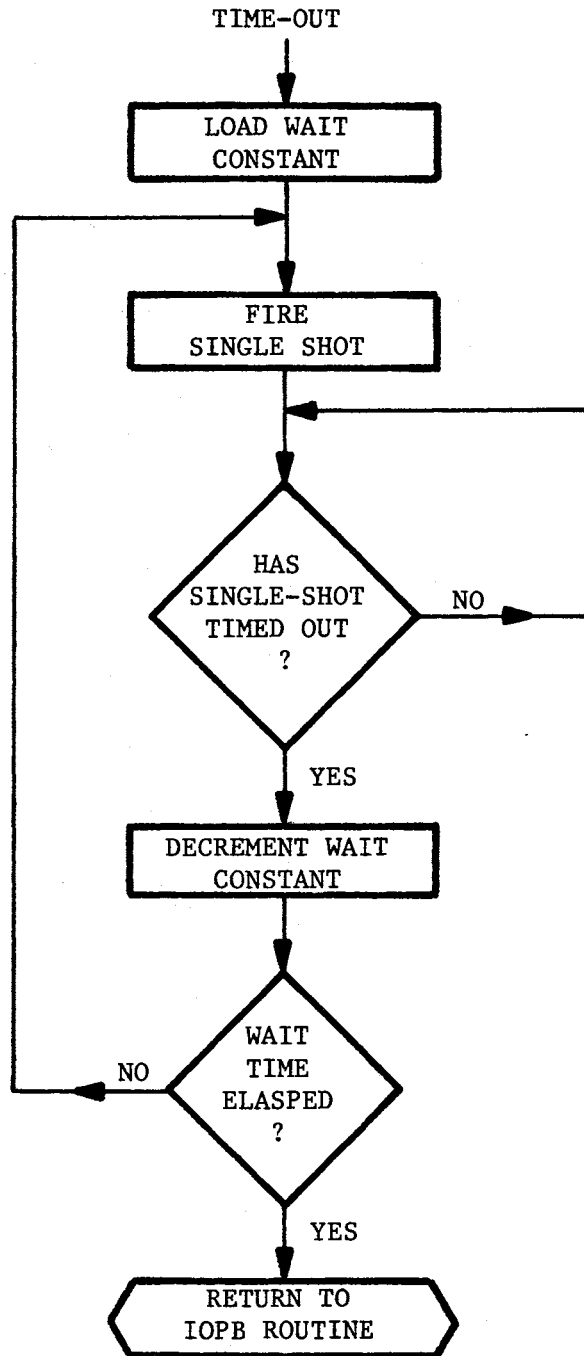 TIME-OUT
LOAD WAIT
CONSTANT
FIRE
SINGLE SHOT
HAS
SINGLE-SHOT
TIMED OUT
?
NO
YES
DECREMENT WAIT
CONSTANT
WAIT
TIME
ELASPED
?
NO
YES
RETURN TO
IOPB ROUTINE